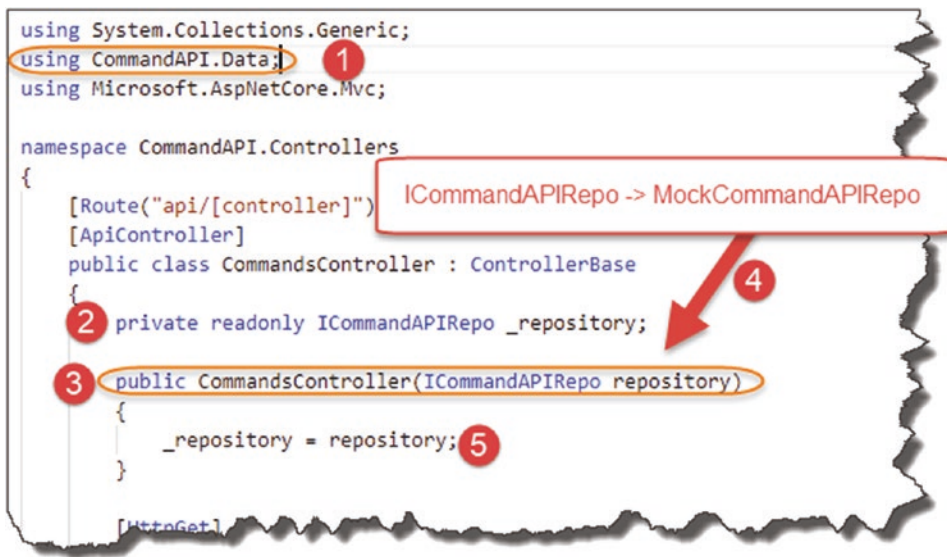 using System.Collections.Generic;
using CommandAPI.Data;
1
using Microsoft.AspNetCore.Mvc;
namespace CommandAPI.Controllers
{
ICommandAPIRepo -> MockCommandAPIRepo
[Route("api/[controller]")
[ApiController]
public class CommandsController : ControllerBase
4
{
2
private readonly ICommandAPIRepo _repository;
3
public CommandsController(ICommandAPIRepo repository)
{
_repository = repository;
5
}
[HttpGet]